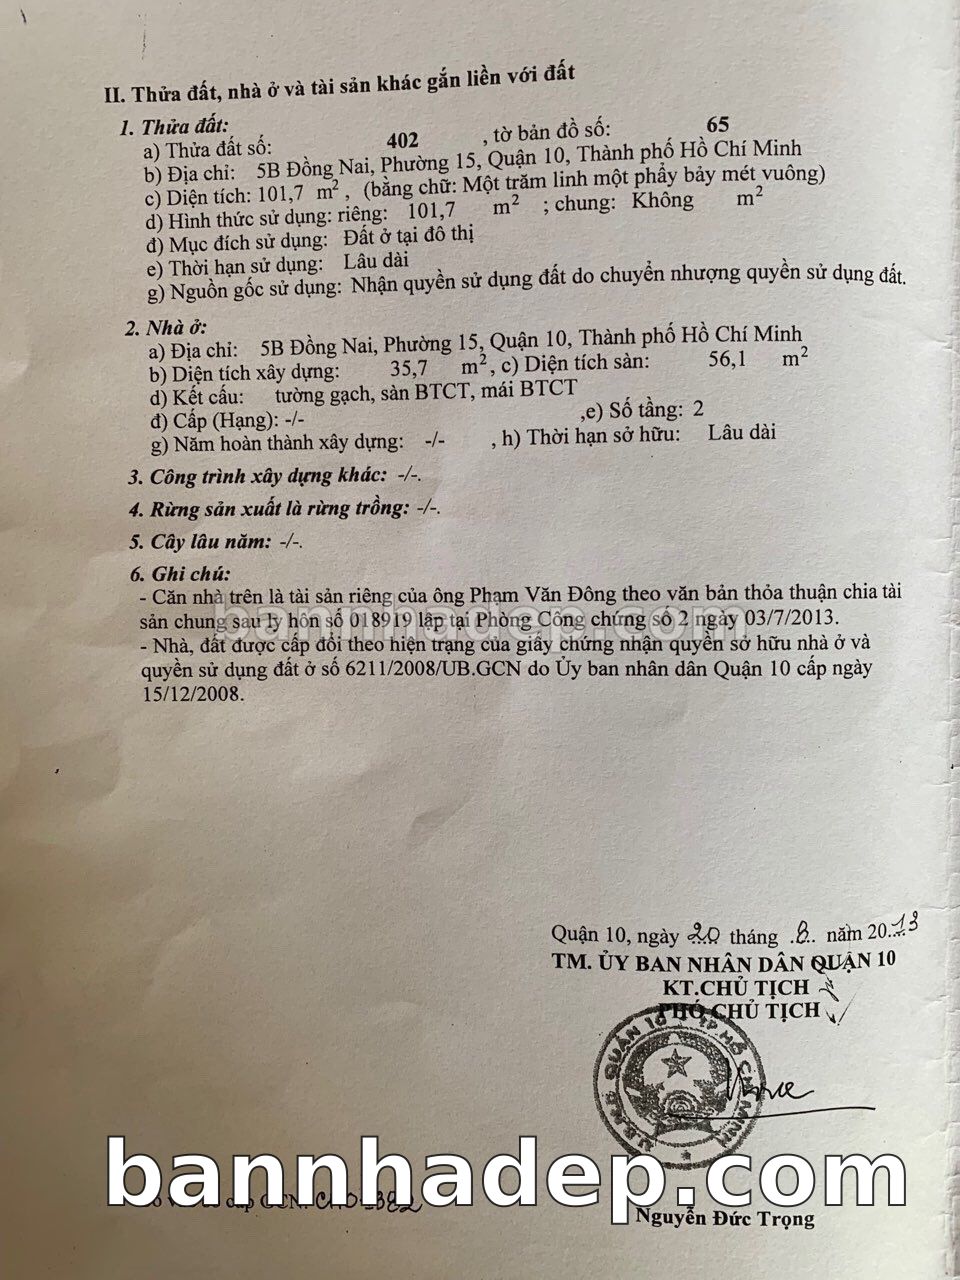 II. Thửa đất, nhà ở và tài sản khác gắn liền với đất
1. Thửa đất:
a) Thửa đất số: 402 , tờ bản đồ số: 65
b) Địa chỉ: 5B Đồng Nai, Phường 15, Quận 10, Thành phố Hồ Chí Minh
c) Diện tích: 101,7 m², (bằng chữ: Một trăm linh một phẩy bảy mét vuông)
d) Hình thức sử dụng: riêng: 101,7 m² ; chung: Không m²
đ) Mục đích sử dụng: Đất ở tại đô thị
e) Thời hạn sử dụng: Lâu dài
g) Nguồn gốc sử dụng: Nhận quyền sử dụng đất do chuyển nhượng quyền sử dụng đất.
2. Nhà ở:
a) Địa chỉ: 5B Đồng Nai, Phường 15, Quận 10, Thành phố Hồ Chí Minh
b) Diện tích xây dựng: 35,7 m², c) Diện tích sàn: 56,1 m²
d) Kết cấu: tường gạch, sàn BTCT, mái BTCT
đ) Cấp (Hạng): -/- ,e) Số tầng: 2
g) Năm hoàn thành xây dựng: -/- , h) Thời hạn sở hữu: Lâu dài
3. Công trình xây dựng khác: -/-.
4. Rừng sản xuất là rừng trồng: -/-.
5. Cây lâu năm: -/-.
6. Ghi chú:
- Căn nhà trên là tài sản riêng của ông Phạm Văn Đông theo văn bản thỏa thuận chia tài
bannhadep.com
sản chung sau ly hôn số 018919 lập tại Phòng Công chứng số 2 ngày 03/7/2013.
- Nhà, đất được cấp đổi theo hiện trạng của giấy chứng nhận quyền sở hữu nhà ở và
quyền sử dụng đất ở số 6211/2008/UB.GCN do Ủy ban nhân dân Quận 10 cấp ngày
15/12/2008.
Quận 10, ngày 20 tháng .8.. năm 20.13
TM. ỦY BAN NHÂN DÂN QUẬN 10
KT.CHỦ TỊCH
PHÓ CHỦ TỊCH
U.B.N.D QUẬN 10 T.P HỒ CHÍ MINH
bannhadep.com
cấp GCN:
Nguyễn Đức Trọng